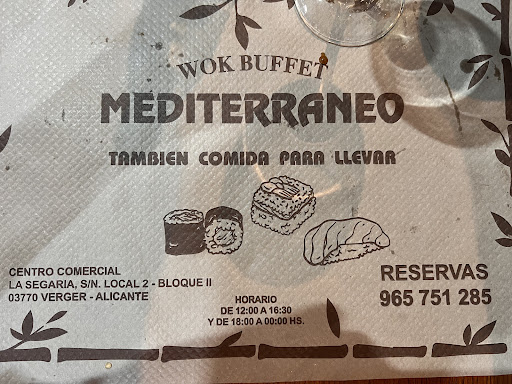 WOK BUFFET
MEDITERRANEO
TAMBIEN COMIDA PARA LLEVAR
CENTRO COMERCIAL
LA SEGARIA, S/N. LOCAL 2 - BLOQUE II
03770 VERGER - ALICANTE
HORARIO
DE 12:00 A 16:30
Y DE 18:00 A 00:00 HS.
RESERVAS
965 751 285